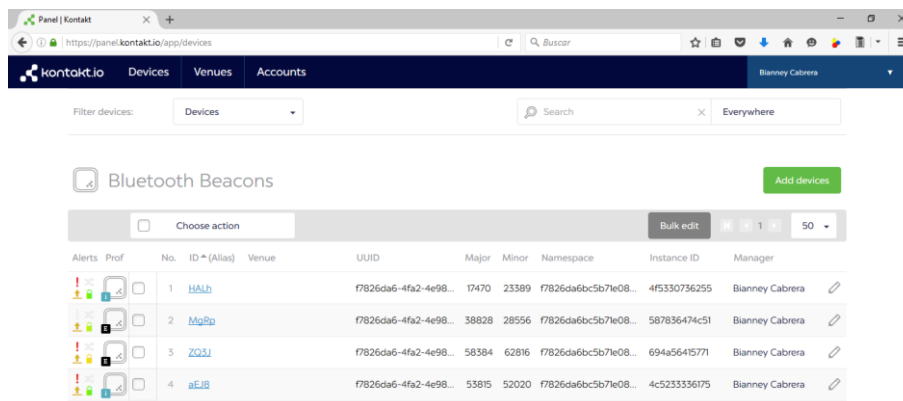 Panel | Kontakt
https://panel.kontakt.io/app/devices
Buscar
kontakt.io Devices Venues Accounts Bianney Cabrera
Filter devices: Devices Search Everywhere
Bluetooth Beacons Add devices
Choose action Bulk edit 1 50
Alerts Prof No. ID (Alias) Venue UUID Major Minor Namespace Instance ID Manager
1 HALh f7826da6-4fa2-4e98... 17470 23389 f7826da6bc5b71e08... 4f5330736255 Bianney Cabrera
2 MgRp f7826da6-4fa2-4e98... 38828 28556 f7826da6bc5b71e08... 587836474c51 Bianney Cabrera
3 ZQ3J f7826da6-4fa2-4e98... 58384 62816 f7826da6bc5b71e08... 694a56415771 Bianney Cabrera
4 aEJ8 f7826da6-4fa2-4e98... 53815 52020 f7826da6bc5b71e08... 4c5233336175 Bianney Cabrera